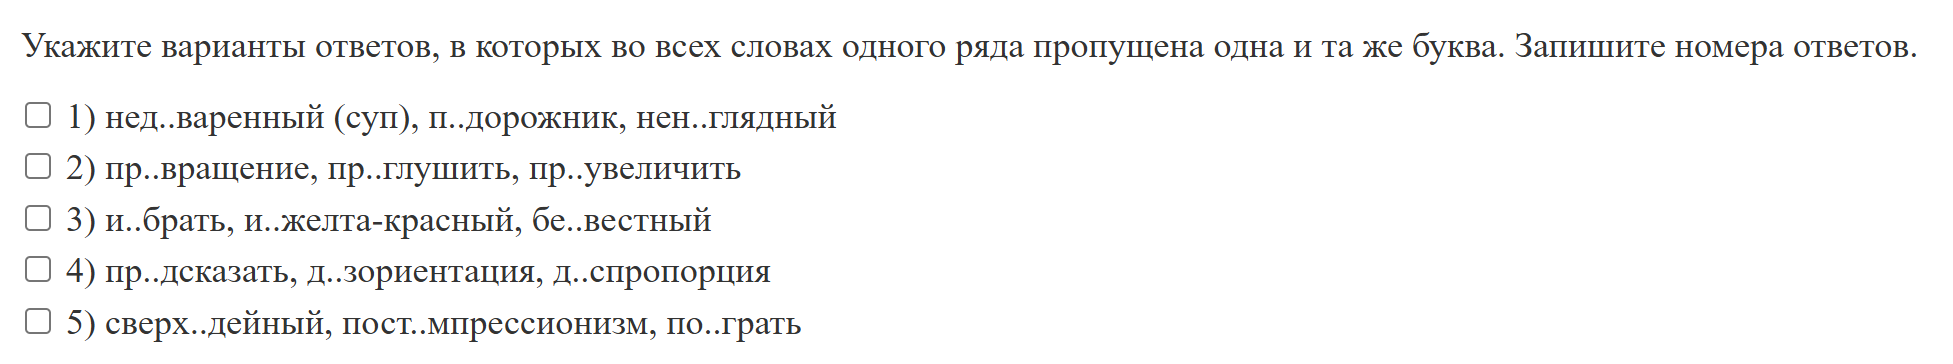 Укажите варианты ответов, в которых во всех словах одного ряда пропущена одна и та же буква. Запишите номера ответов.
1) нед..варенный (суп), п..дорожник, нен..глядный
2) пр..вращение, пр..глушить, пр..увеличить
3) и..брать, и..желта-красный, бе..вестный
4) пр..дсказать, д..зориентация, д..спропорция
5) сверх..дейный, пост..мпрессионизм, по..грать